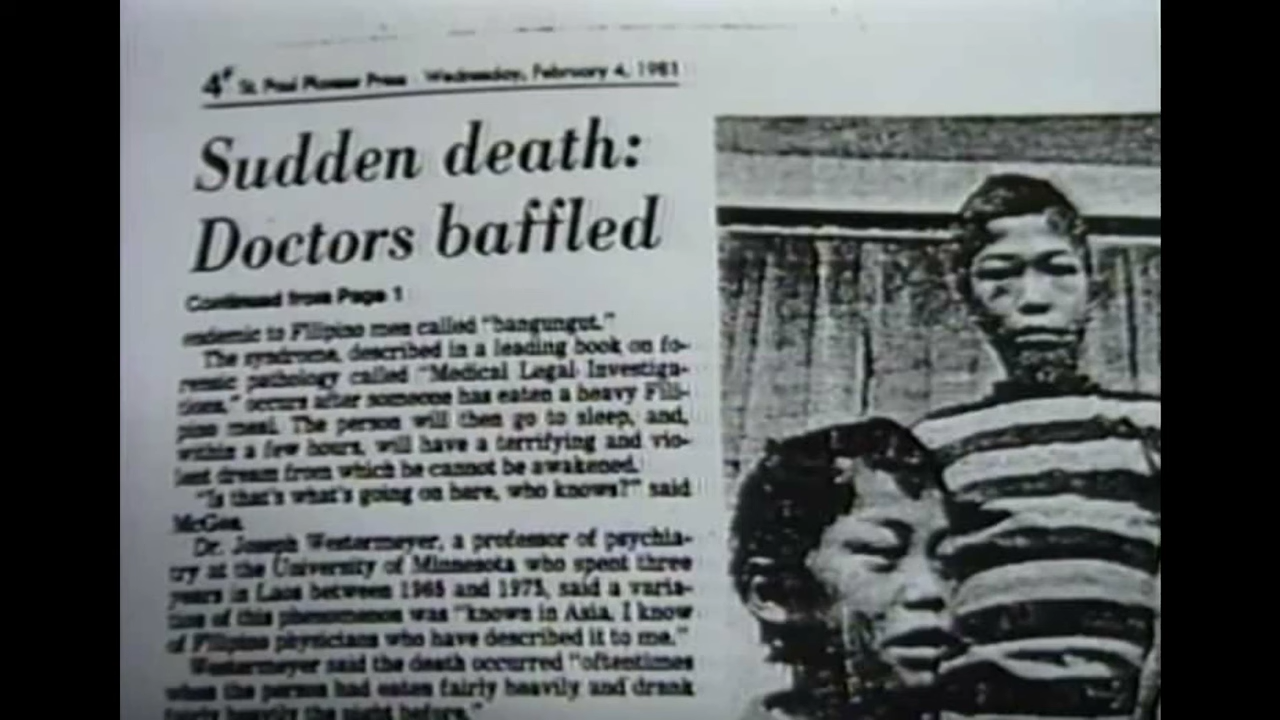 4F St. Paul Pioneer Press Wednesday, February 4, 1981
Sudden death:
Doctors baffled
Continued from Page 1
endemic to Filipino men called "bangungut."
The syndrome, described in a leading book on fo-
rensic pathology called "Medical Legal Investiga-
tions," occurs after someone has eaten a heavy Fili-
pino meal. The person will then go to sleep, and,
within a few hours, will have a terrifying and vio-
lent dream from which he cannot be awakened.
"Is that's what's going on here, who knows?" said
McGee.
Dr. Joseph Westermeyer, a professor of psychia-
try at the University of Minnesota who spent three
years in Laos between 1965 and 1975, said a varia-
tion of this phenomenon was "known in Asia. I know
of Filipino physicians who have described it to me."
Westermeyer said the death occurred "oftentimes
when the person had eaten fairly heavily and drank
fairly heavily the night before."